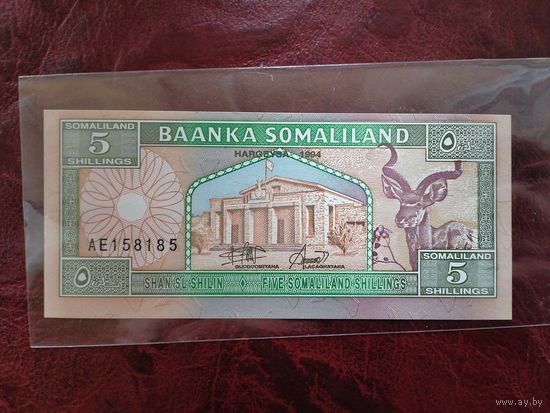 BAANKA SOMALILAND
HARGEYSA 1994
SOMALILAND
5
SHILLINGS
٥
AE158185
GUDDOOMIYAHA
LACAGHAYAHA
٥
SOMALILAND
5
SHILLINGS
SHAN SL SHILIN ◊ FIVE SOMALILAND SHILLINGS
www.ay.by